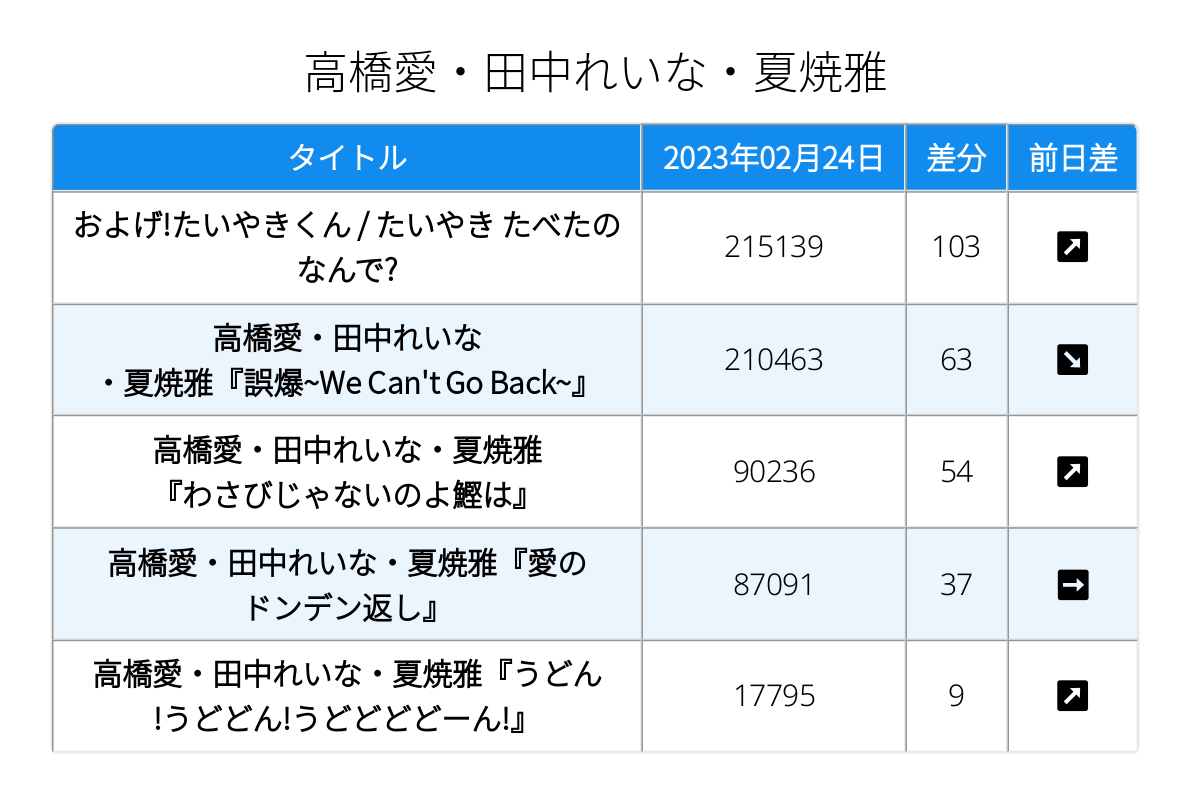 高橋愛・田中れいな・夏焼雅
タイトル 2023年02月24日 差分 前日差
およげ!たいやきくん / たいやき たべたの
なんで?
215139 103 ↗
高橋愛・田中れいな
・夏焼雅『誤爆~We Can't Go Back~』
210463 63 ↘
高橋愛・田中れいな・夏焼雅
『わさびじゃないのよ鰹は』
90236 54 ↗
高橋愛・田中れいな・夏焼雅『愛の
ドンデン返し』
87091 37 →
高橋愛・田中れいな・夏焼雅『うどん
!うどどん!うどどどどーん!』
17795 9 ↗